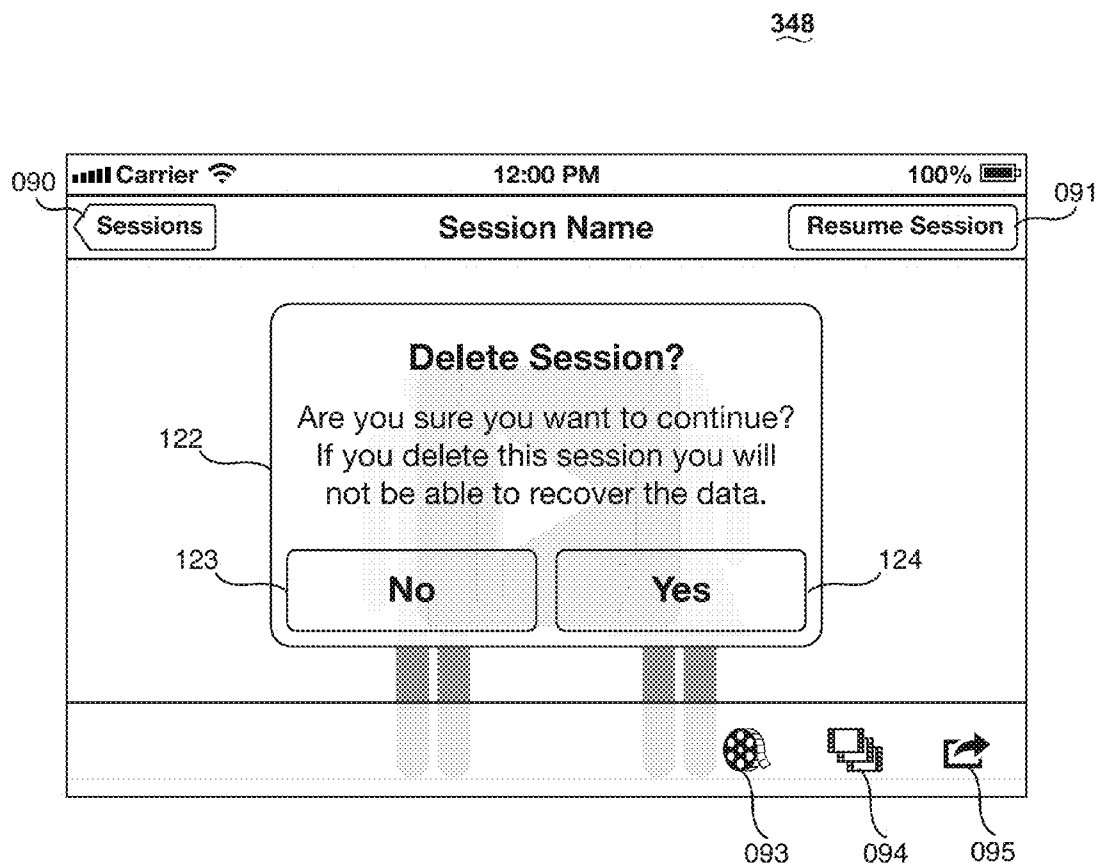 348
Carrier 12:00 PM 100%
090 091
Sessions Session Name Resume Session
Delete Session?
Are you sure you want to continue?
122
If you delete this session you will
not be able to recover the data.
123 124
No Yes
093 094 095